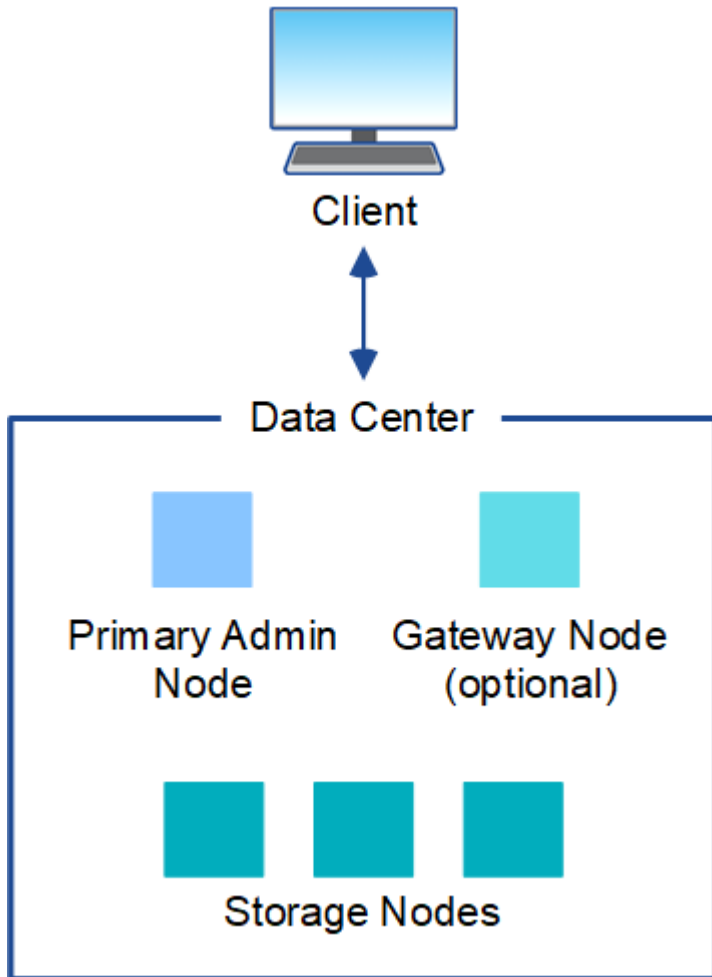 Client
Data Center
Primary Admin
Node
Gateway Node
(optional)
Storage Nodes